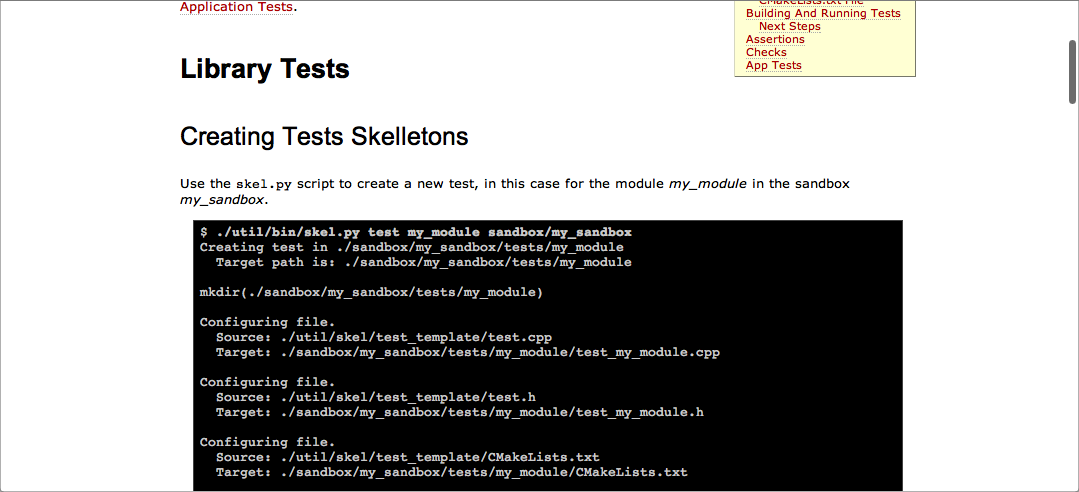 Application Tests.
CMakeLists.txt File
Building And Running Tests
Next Steps
Assertions
Checks
App Tests
Library Tests
Creating Tests Skelletons
Use the skel.py script to create a new test, in this case for the module my_module in the sandbox
my_sandbox.
$ ./util/bin/skel.py test my_module sandbox/my_sandbox
Creating test in ./sandbox/my_sandbox/tests/my_module
Target path is: ./sandbox/my_sandbox/tests/my_module
mkdir(./sandbox/my_sandbox/tests/my_module)
Configuring file.
Source: ./util/skel/test_template/test.cpp
Target: ./sandbox/my_sandbox/tests/my_module/test_my_module.cpp
Configuring file.
Source: ./util/skel/test_template/test.h
Target: ./sandbox/my_sandbox/tests/my_module/test_my_module.h
Configuring file.
Source: ./util/skel/test_template/CMakeLists.txt
Target: ./sandbox/my_sandbox/tests/my_module/CMakeLists.txt